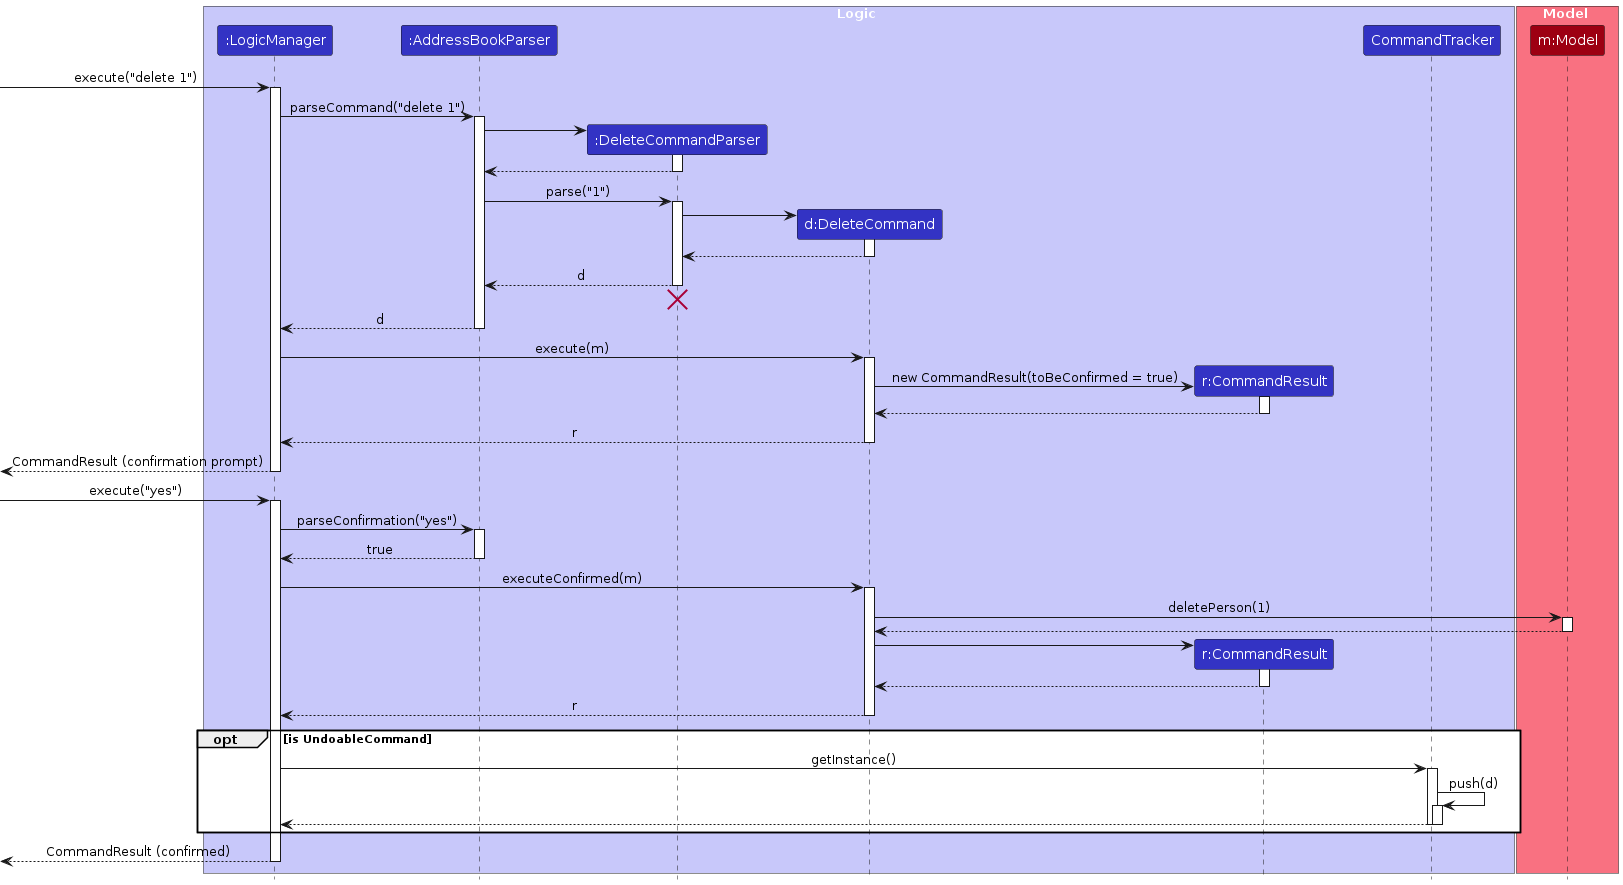 Logic
Model
:LogicManager
:AddressBookParser
CommandTracker
m:Model
execute("delete 1")
parseCommand("delete 1")
:DeleteCommandParser
parse("1")
d:DeleteCommand
d
d
execute(m)
new CommandResult(toBeConfirmed = true)
r:CommandResult
r
CommandResult (confirmation prompt)
execute("yes")
parseConfirmation("yes")
true
executeConfirmed(m)
deletePerson(1)
r:CommandResult
r
opt
[is UndoableCommand]
getInstance()
push(d)
CommandResult (confirmed)